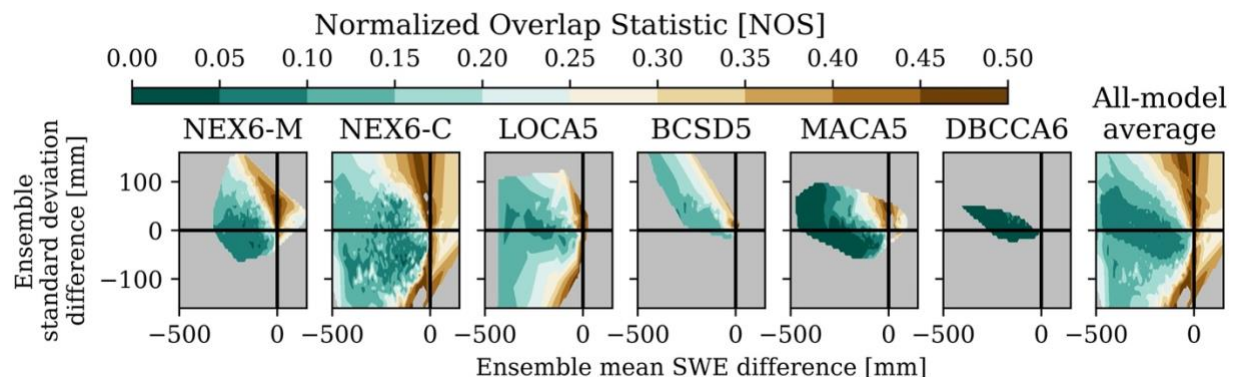 Normalized Overlap Statistic [NOS]
0.00 0.05 0.10 0.15 0.20 0.25 0.30 0.35 0.40 0.45 0.50
NEX6-M NEX6-C LOCA5 BCSD5 MACA5 DBCCA6 All-model
average
Ensemble
standard deviation
difference [mm]
100
0
−100
−500 0 −500 0 −500 0 −500 0 −500 0 −500 0 −500 0
Ensemble mean SWE difference [mm]